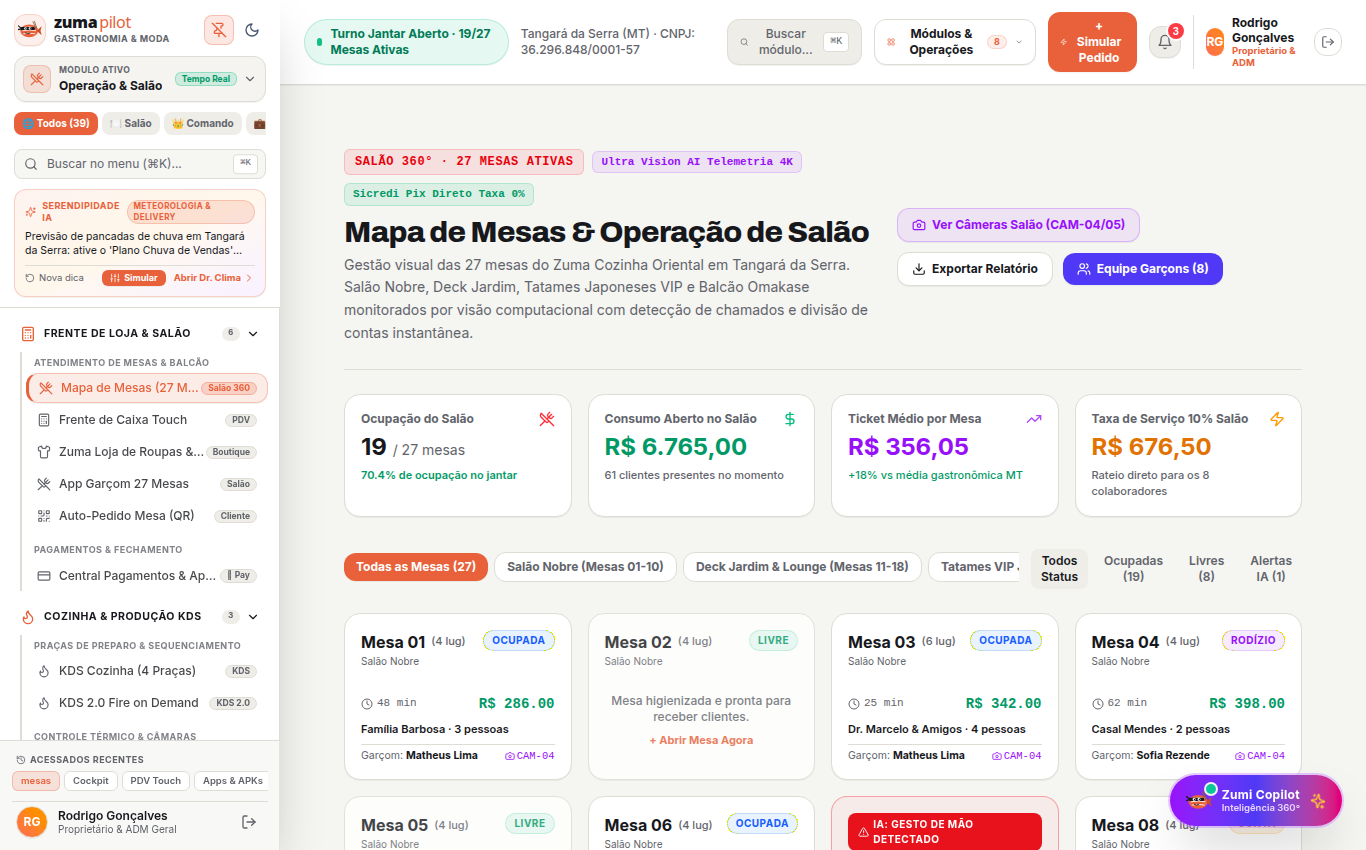 zumapilot
GASTRONOMIA & MODA
MODULO ATIVO
Operação & Salão
Tempo Real
Todos (39)
Salão
Comando
Buscar no menu (⌘K)...
⌘K
SERENDIPIDADE IA
METEOROLOGIA & DELIVERY
Previsão de pancadas de chuva em Tangará
da Serra: ative o 'Plano Chuva de Vendas'...
Nova dica
Simular
Abrir Dr. Clima
FRENTE DE LOJA & SALÃO
6
ATENDIMENTO DE MESAS & BALCÃO
Mapa de Mesas (27 M...
Salão 360
Frente de Caixa Touch
PDV
Zuma Loja de Roupas &...
Boutique
App Garçom 27 Mesas
Salão
Auto-Pedido Mesa (QR)
Cliente
PAGAMENTOS & FECHAMENTO
Central Pagamentos & Ap...
Pay
COZINHA & PRODUÇÃO KDS
3
PRAÇAS DE PREPARO & SEQUENCIAMENTO
KDS Cozinha (4 Praças)
KDS
KDS 2.0 Fire on Demand
KDS 2.0
CONTROLE TÉRMICO & CÂMARAS
ACESSADOS RECENTES
mesas
Cockpit
PDV Touch
Apps & APKs
RG
Rodrigo Gonçalves
Proprietário & ADM Geral
Turno Jantar Aberto · 19/27
Mesas Ativas
Tangará da Serra (MT) · CNPJ:
36.296.848/0001-57
Buscar
módulo...
⌘K
Módulos &
Operações
8
+
Simular
Pedido
3
RG
Rodrigo
Gonçalves
Proprietário &
ADM
SALÃO 360° · 27 MESAS ATIVAS
Ultra Vision AI Telemetria 4K
Sicredi Pix Direto Taxa 0%
Mapa de Mesas & Operação de Salão
Gestão visual das 27 mesas do Zuma Cozinha Oriental em Tangará da Serra.
Salão Nobre, Deck Jardim, Tatames Japoneses VIP e Balcão Omakase
monitorados por visão computacional com detecção de chamados e divisão de
contas instantânea.
Ver Câmeras Salão (CAM-04/05)
Exportar Relatório
Equipe Garçons (8)
Ocupação do Salão
19 / 27 mesas
70.4% de ocupação no jantar
Consumo Aberto no Salão
R$ 6.765,00
61 clientes presentes no momento
Ticket Médio por Mesa
R$ 356,05
+18% vs média gastronômica MT
Taxa de Serviço 10% Salão
R$ 676,50
Rateio direto para os 8
colaboradores
Todas as Mesas (27)
Salão Nobre (Mesas 01-10)
Deck Jardim & Lounge (Mesas 11-18)
Tatames VIP
Todos
Status
Ocupadas
(19)
Livres
(8)
Alertas
IA (1)
Mesa 01 (4 lug)
OCUPADA
Salão Nobre
48 min
R$ 286.00
Família Barbosa · 3 pessoas
Garçom: Matheus Lima
CAM-04
Mesa 02 (4 lug)
LIVRE
Salão Nobre
Mesa higienizada e pronta para
receber clientes.
+ Abrir Mesa Agora
Mesa 03 (6 lug)
OCUPADA
Salão Nobre
25 min
R$ 342.00
Dr. Marcelo & Amigos · 4 pessoas
Garçom: Matheus Lima
CAM-04
Mesa 04 (4 lug)
RODÍZIO
Salão Nobre
62 min
R$ 398.00
Casal Mendes · 2 pessoas
Garçom: Sofia Rezende
CAM-04
Mesa 05 (4 lug)
LIVRE
Salão Nobre
Mesa 06 (4 lug)
OCUPADA
Salão Nobre
IA: GESTO DE MÃO
DETECTADO
Mesa 08 (4 lug)
Salão Nobre
Zumi Copilot
Inteligência 360°